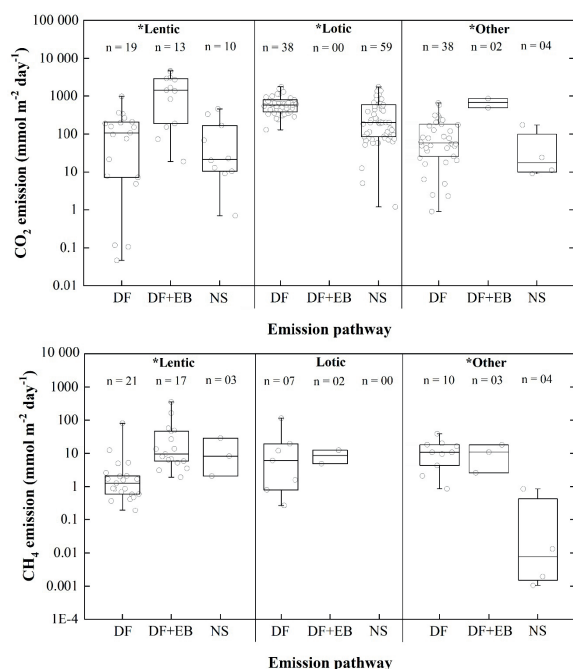 *Lentic *Lotic *Other
n = 19 n = 13 n = 10 n = 38 n = 00 n = 59 n = 38 n = 02 n = 04
100 000
10 000
1000
100
10
1
0.1
0.01
CO₂ emission (mmol m⁻² day⁻¹)
DF DF+EB NS DF DF+EB NS DF DF+EB NS
Emission pathway
*Lentic Lotic *Other
n = 21 n = 17 n = 03 n = 07 n = 02 n = 00 n = 10 n = 03 n = 04
10 000
1000
100
10
1
0.1
0.01
0.001
1E-4
CH₄ emission (mmol m⁻² day⁻¹)
DF DF+EB NS DF DF+EB NS DF DF+EB NS
Emission pathway